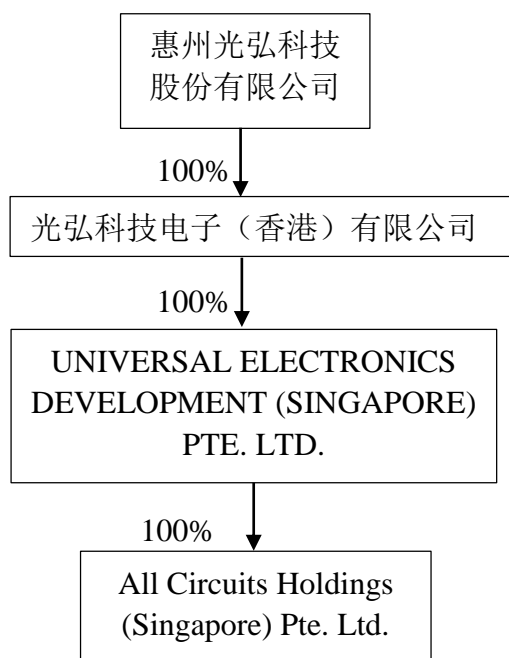 惠州光弘科技
股份有限公司
100%
光弘科技电子（香港）有限公司
100%
UNIVERSAL ELECTRONICS
DEVELOPMENT (SINGAPORE)
PTE. LTD.
100%
All Circuits Holdings
(Singapore) Pte. Ltd.